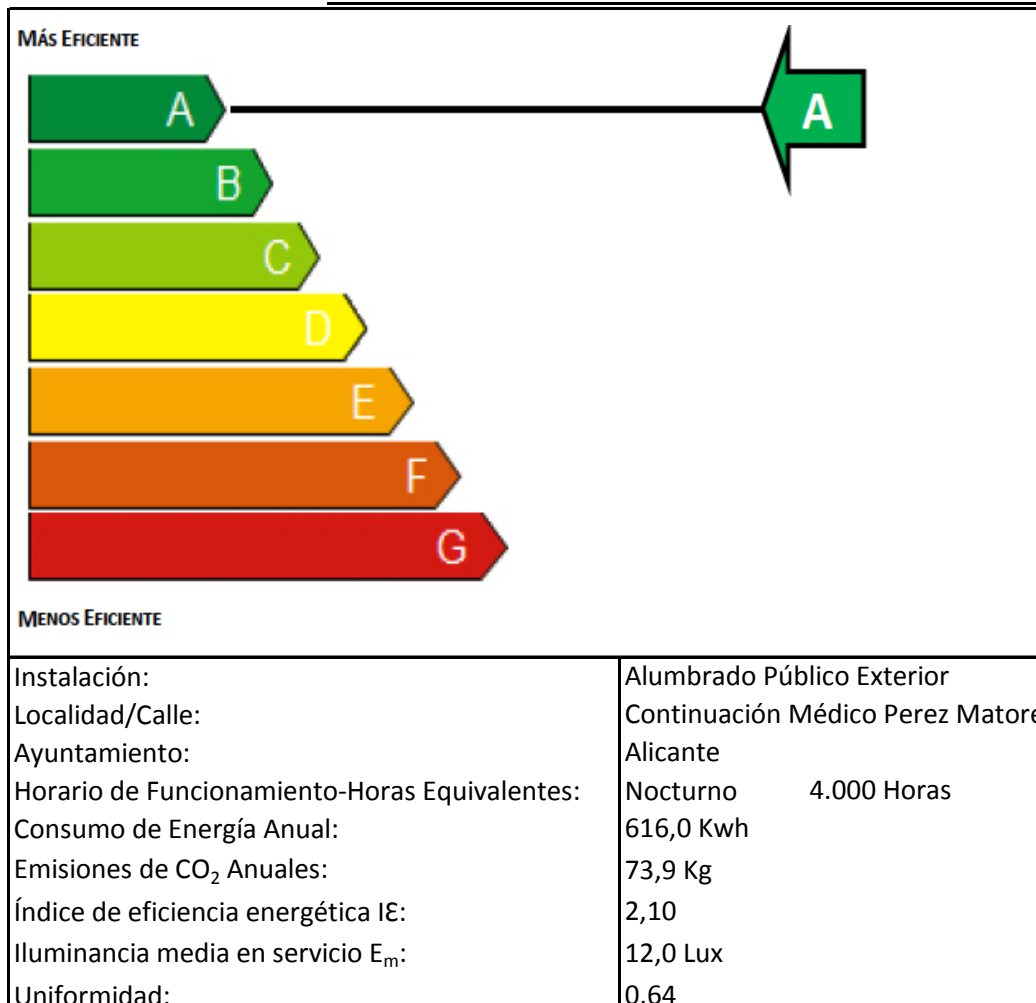 MÁS EFICIENTE
A A
B
C
D
E
F
G
MENOS EFICIENTE
Instalación: Alumbrado Público Exterior
Localidad/Calle: Continuación Médico Perez Matore
Ayuntamiento: Alicante
Horario de Funcionamiento-Horas Equivalentes: Nocturno 4.000 Horas
Consumo de Energía Anual: 616,0 Kwh
Emisiones de CO₂ Anuales: 73,9 Kg
Índice de eficiencia energética IƐ: 2,10
Iluminancia media en servicio Eₘ: 12,0 Lux
Uniformidad: 0,64